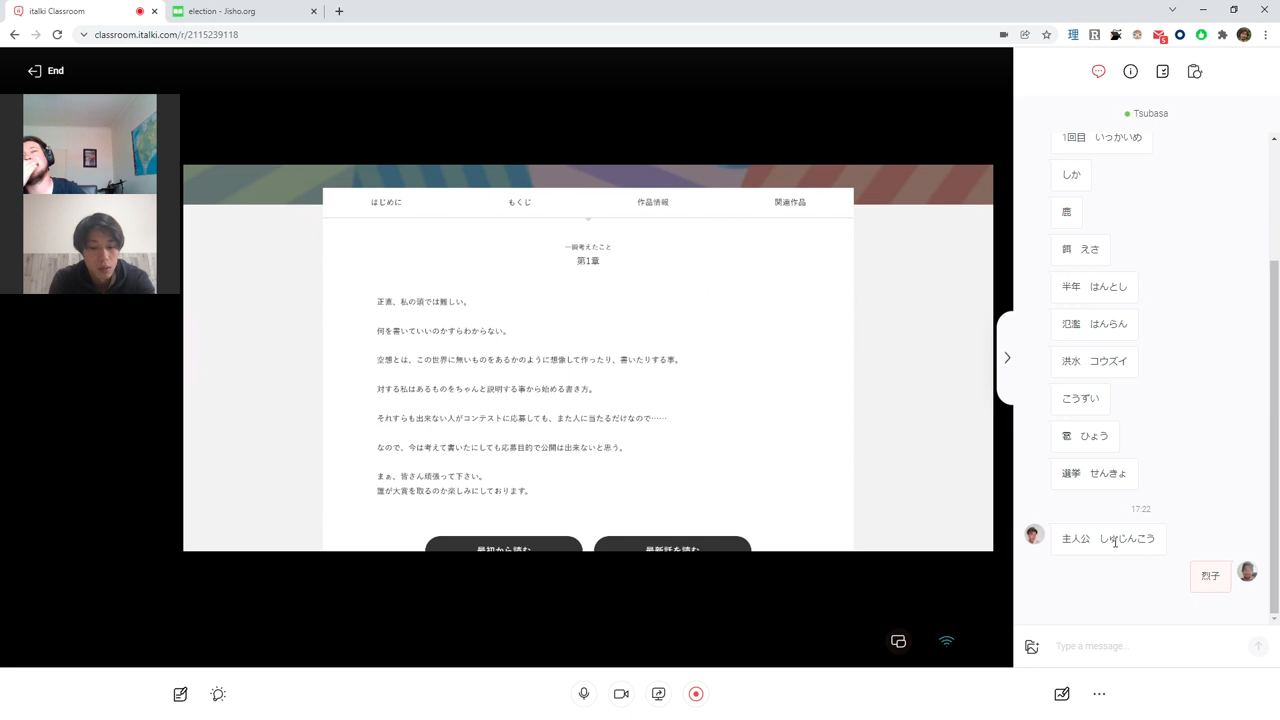 italki Classroom
election - Jisho.org
classroom.italki.com/r/2115239118
End
はじめに
もくじ
作品情報
関連作品
一瞬考えたこと
第1章
正直、私の頭では難しい。
何を書いていいのかすらわからない。
空想とは、この世界に無いものをあるかのように想像して作ったり、書いたりする事。
対する私はあるものをちゃんと説明する事から始める書き方。
それすらも出来ない人がコンテストに応募しても、また人に当たるだけなので……
なので、今は考えて書いたにしても応募目的で公開は出来ないと思う。
まぁ、皆さん頑張って下さい。
誰が大賞を取るのか楽しみにしております。
最初から読む
最新話を読む
Tsubasa
1回目 いっかいめ
しか
鹿
餌 えさ
半年 はんとし
氾濫 はんらん
洪水 コウズイ
こうずい
雹 ひょう
選挙 せんきょ
17:22
主人公 しゅじんこう
烈子
Type a message...